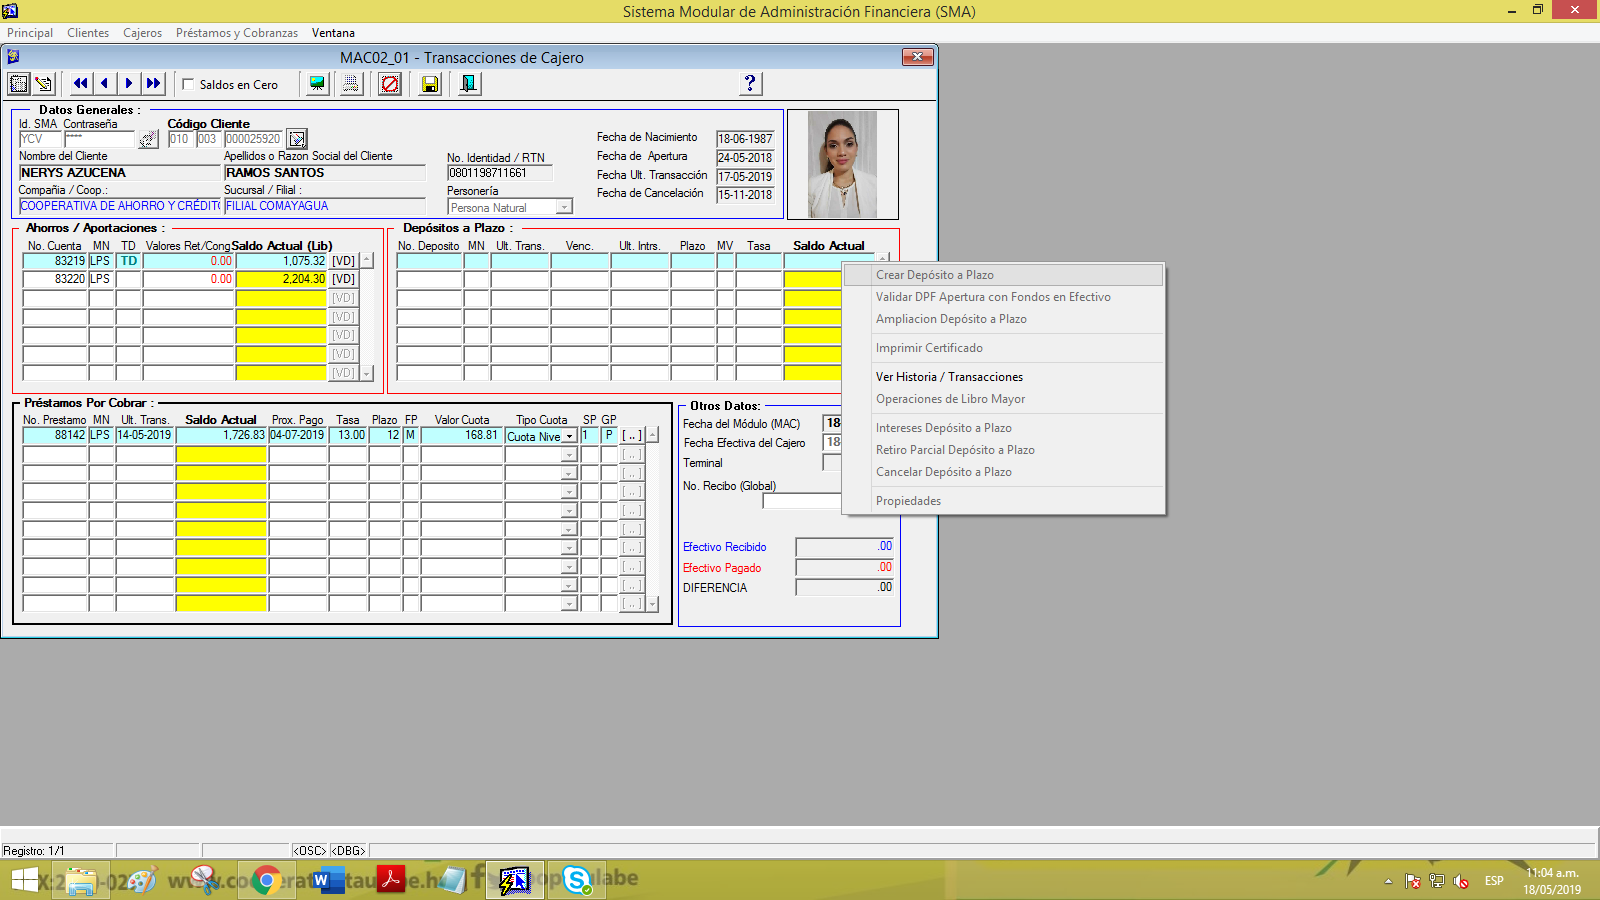 Sistema Modular de Administración Financiera (SMA)
Principal Clientes Cajeros Préstamos y Cobranzas Ventana
MAC02_01 - Transacciones de Cajero
Saldos en Cero ?
Datos Generales :
Id. SMA Contraseña Código Cliente
YCV **** 010 003 000025920
Nombre del Cliente Apellidos o Razon Social del Cliente
NERYS AZUCENA RAMOS SANTOS
Compañia / Coop.: Sucursal / Filial :
COOPERATIVA DE AHORRO Y CRÉDITO FILIAL COMAYAGUA
No. Identidad / RTN
0801198711661
Personería
Persona Natural
Fecha de Nacimiento 18-06-1987
Fecha de Apertura 24-05-2018
Fecha Ult. Transacción 17-05-2019
Fecha de Cancelación 15-11-2018
Ahorros / Aportaciones :
No. Cuenta MN TD Valores Ret/Cong Saldo Actual (Lib)
83219 LPS TD 0.00 1,075.32 [VD]
83220 LPS 0.00 2,204.30 [VD]
[VD]
[VD]
[VD]
[VD]
[VD]
Depósitos a Plazo :
No. Deposito MN Ult. Trans. Venc. Ult. Intrs. Plazo MV Tasa Saldo Actual
Crear Depósito a Plazo
Validar DPF Apertura con Fondos en Efectivo
Ampliacion Depósito a Plazo
Imprimir Certificado
Ver Historia / Transacciones
Operaciones de Libro Mayor
Intereses Depósito a Plazo
Retiro Parcial Depósito a Plazo
Cancelar Depósito a Plazo
Propiedades
Préstamos Por Cobrar :
No. Prestamo MN Ult. Trans. Saldo Actual Prox. Pago Tasa Plazo FP Valor Cuota Tipo Cuota SP GP
88142 LPS 14-05-2019 1,726.83 04-07-2019 13.00 12 M 168.81 Cuota Nive 1 P [ .. ]
[ .. ]
[ .. ]
[ .. ]
[ .. ]
[ .. ]
[ .. ]
[ .. ]
[ .. ]
[ .. ]
Otros Datos:
Fecha del Módulo (MAC) 18-
Fecha Efectiva del Cajero 18-
Terminal
No. Recibo (Global)
Efectivo Recibido .00
Efectivo Pagado .00
DIFERENCIA .00
Registro: 1/1 <OSC> <DBG>
ESP
11:04 a.m.
18/05/2019